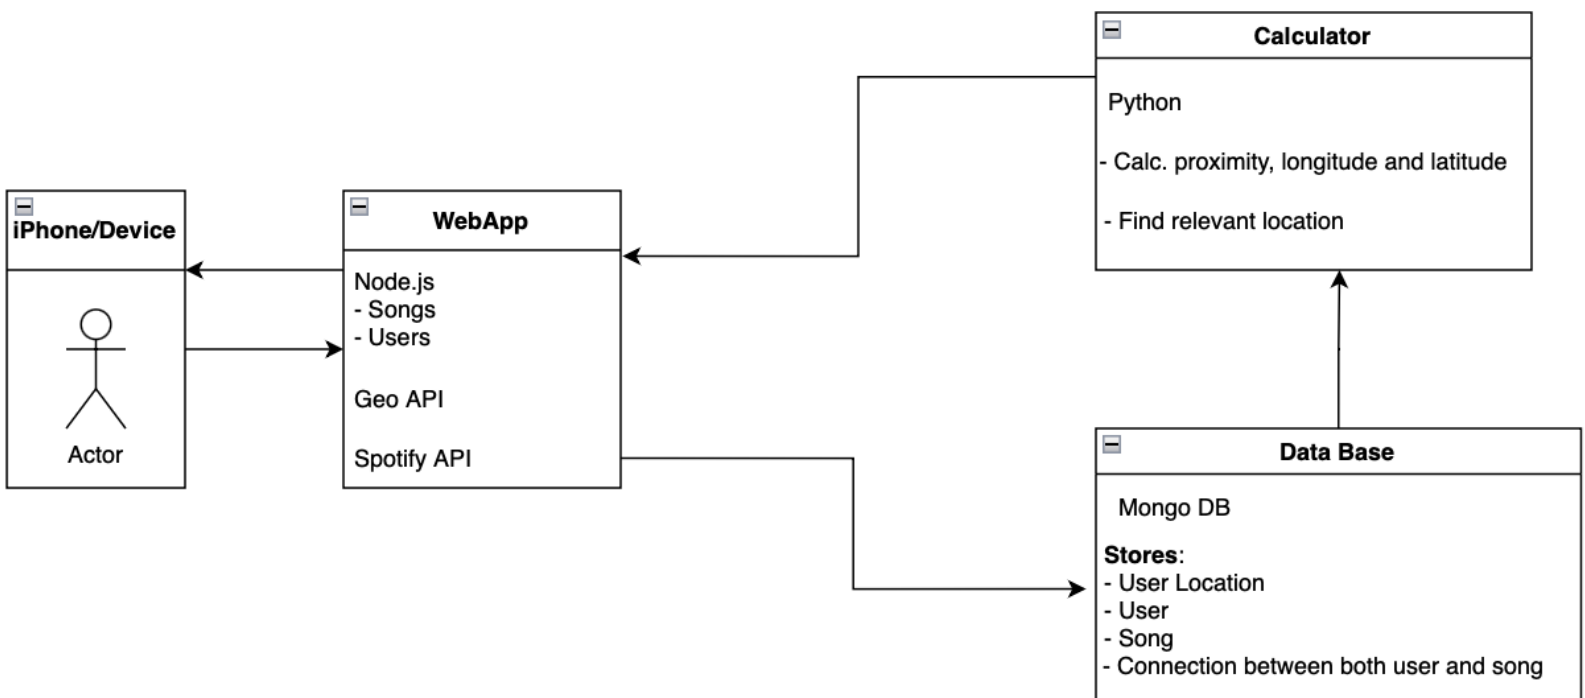 iPhone/Device
Actor
WebApp
Node.js
- Songs
- Users
Geo API
Spotify API
Calculator
Python
- Calc. proximity, longitude and latitude
- Find relevant location
Data Base
Mongo DB
Stores:
- User Location
- User
- Song
- Connection between both user and song